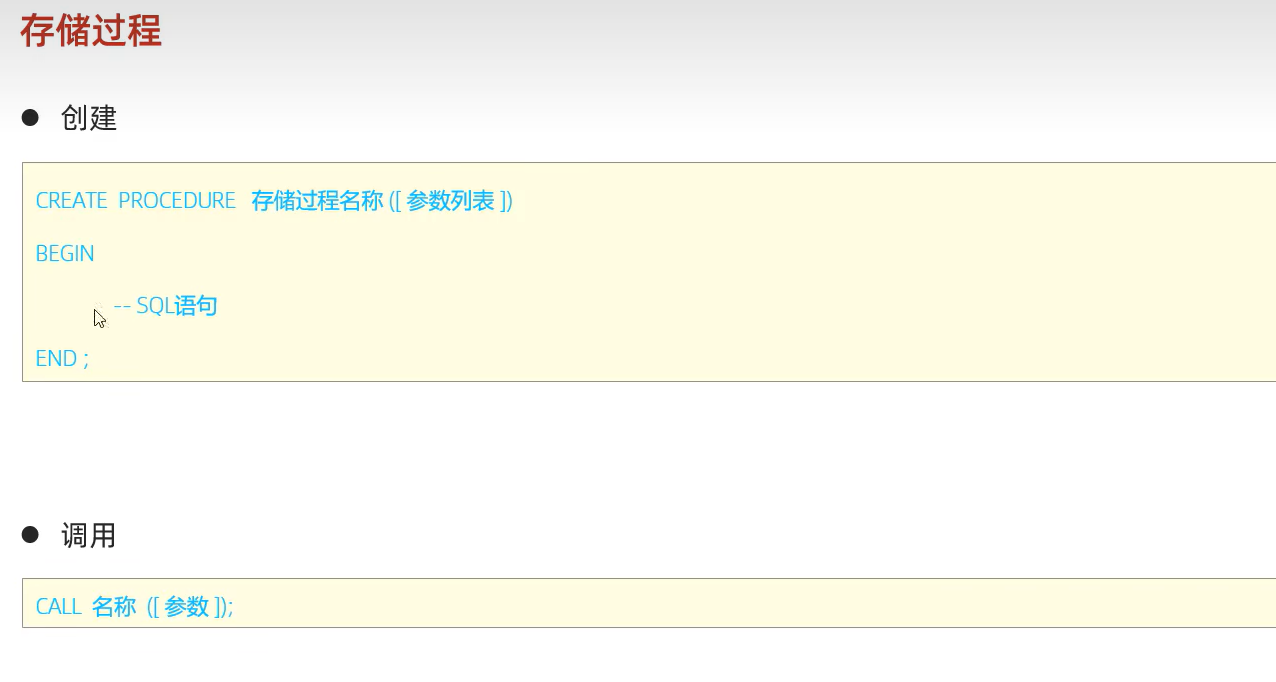 存储过程
● 创建
CREATE PROCEDURE 存储过程名称 ([ 参数列表 ])
BEGIN
-- SQL语句
END ;
● 调用
CALL 名称 ([ 参数 ]);